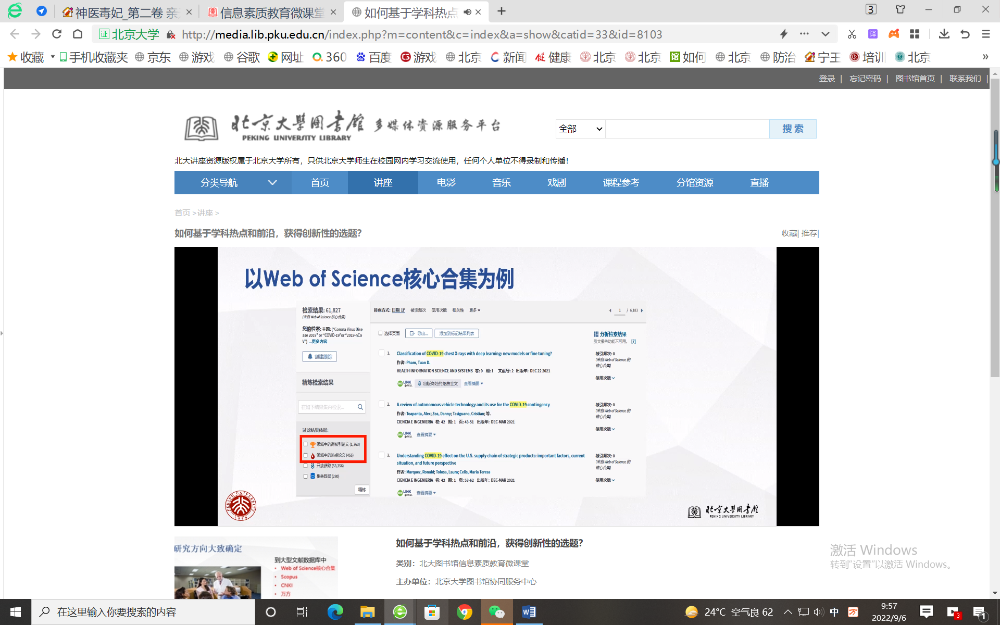 神医毒妃_第二卷 亲
信息素质教育微课堂
如何基于学科热点
3
证 北京大学
http://media.lib.pku.edu.cn/index.php?m=content&c=index&a=show&catid=33&id=8103
译
收藏 手机收藏夹 京东 游戏 谷歌 网址 360 百度 游戏 北京 新闻 健康 北京 北京 馆 如何 北京 防治 宁王 培训 北京 »
登录 | 忘记密码 | 图书馆首页 | 联系我们 |
北京大學圖書館 多媒体资源服务平台
PEKING UNIVERSITY LIBRARY
全部
搜 索
北大讲座资源版权属于北京大学所有，只供北京大学师生在校园网内学习交流使用，任何个人单位不得录制和传播！
分类导航 首页 讲座 电影 音乐 戏剧 课程参考 分馆资源 直播
首页 >讲座 >
如何基于学科热点和前沿，获得创新性的选题？
收藏| 推荐|
以Web of Science核心合集为例
检索结果: 61,827
(来自 Web of Science 核心合集)
您的检索: 主题: ("Corona Virus Dise
ase 2019" or "COVID-19"or "2019-nCo
V") ...更多内容
创建跟踪
精炼检索结果
在如下结果集内检索...
过滤结果依据:
领域中的高被引论文 (1,763)
领域中的热点论文 (455)
开放获取 (53,356)
相关数据 (230)
精炼
排序方式: 日期 被引频次 使用次数 相关性 更多
1 / 6,183
选择页面 导出... 添加到标记结果列表
分析检索结果
引文报告功能不可用。 [?]
1. Classification of COVID-19 chest X-rays with deep learning: new models or fine tuning?
作者: Pham, Tuan D.
HEALTH INFORMATION SCIENCE AND SYSTEMS 卷: 9 期: 1 文献号: 2 出版年: DEC 22 2021
LINK 出版商处的免费全文 查看摘要
被引频次: 0
(来自 Web of Science 的
核心合集)
使用次数
2. A review of autonomous vehicle technology and its use for the COVID-19 contingency
作者: Toapanta, Alex; Zea, Danny; Tasiguano, Cristian; 等.
CIENCIA E INGENIERIA 卷: 42 期: 1 页: 43-51 出版年: DEC-MAR 2021
LINK 查看摘要
被引频次: 0
(来自 Web of Science 的
核心合集)
使用次数
3. Understanding COVID-19 effect on the U.S. supply chain of strategic products: important factors, current
situation, and future perspective
作者: Marquez, Ronald; Tolosa, Laura; Celis, Maria Teresa
CIENCIA E INGENIERIA 卷: 42 期: 1 页: 53-62 出版年: DEC-MAR 2021
LINK 查看摘要
被引频次: 0
(来自 Web of Science 的
核心合集)
使用次数
PEKING UNIVERSITY
1898
北京大學圖書館
PEKING UNIVERSITY LIBRARY
研究方向大致确定
到大型文献数据库中
• Web of Science核心合集
• Scopus
• CNKI
• 万方
如何基于学科热点和前沿，获得创新性的选题？
类别：北大图书馆信息素质教育微课堂
主办单位：北京大学图书馆协同服务中心
激活 Windows
转到“设置”以激活 Windows。
在这里输入你要搜索的内容
24°C 空气良 62
中
9:57
2022/9/6
3
1